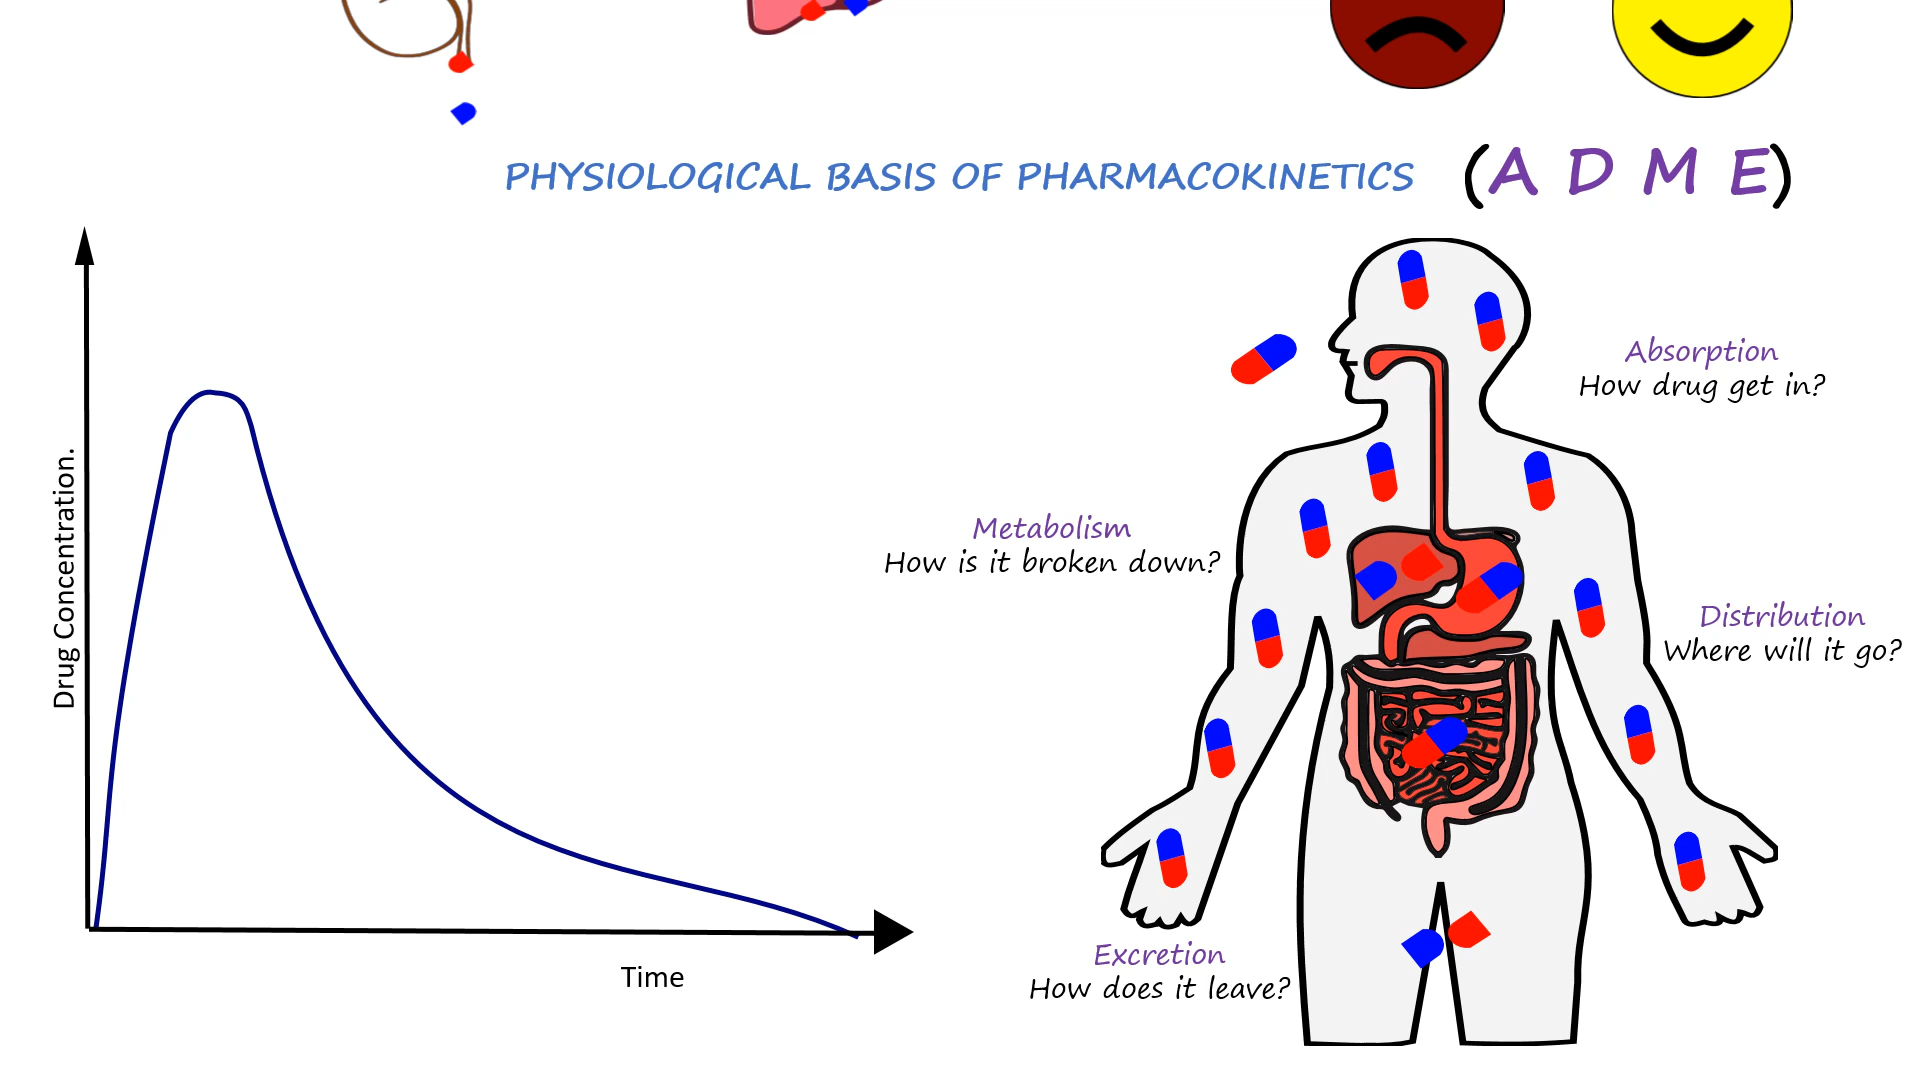 PHYSIOLOGICAL BASIS OF PHARMACOKINETICS (A D M E)
Drug Concentration.
Time
Absorption
How drug get in?
Metabolism
How is it broken down?
Distribution
Where will it go?
Excretion
How does it leave?